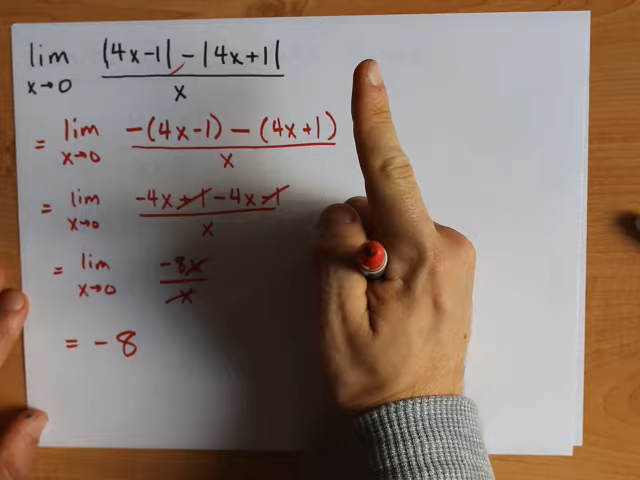 lim x→0 (|4x-1| - |4x+1|)/x
= lim x→0 (-(4x-1) - (4x+1))/x
= lim x→0 (-4x+1-4x-1)/x
= lim x→0 -8x/x
= -8